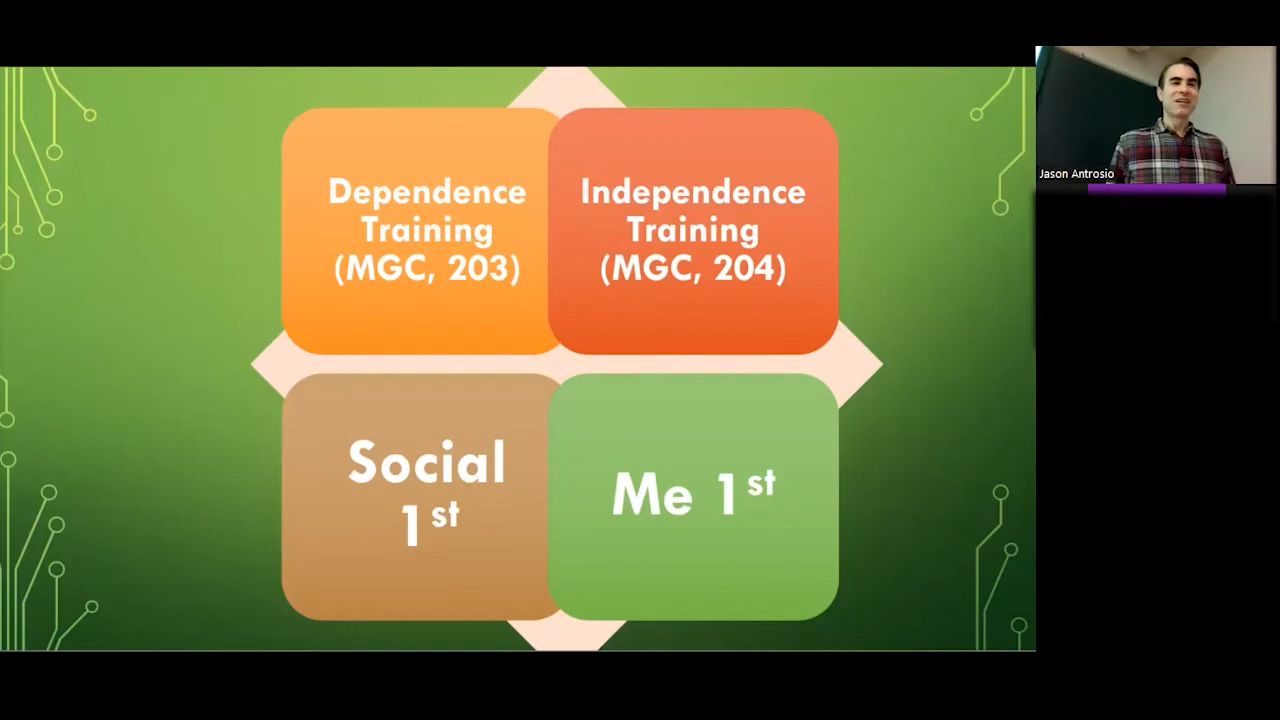 Dependence
Training
(MGC, 203)
Independence
Training
(MGC, 204)
Social
1st
Me 1st
Jason Antrosio